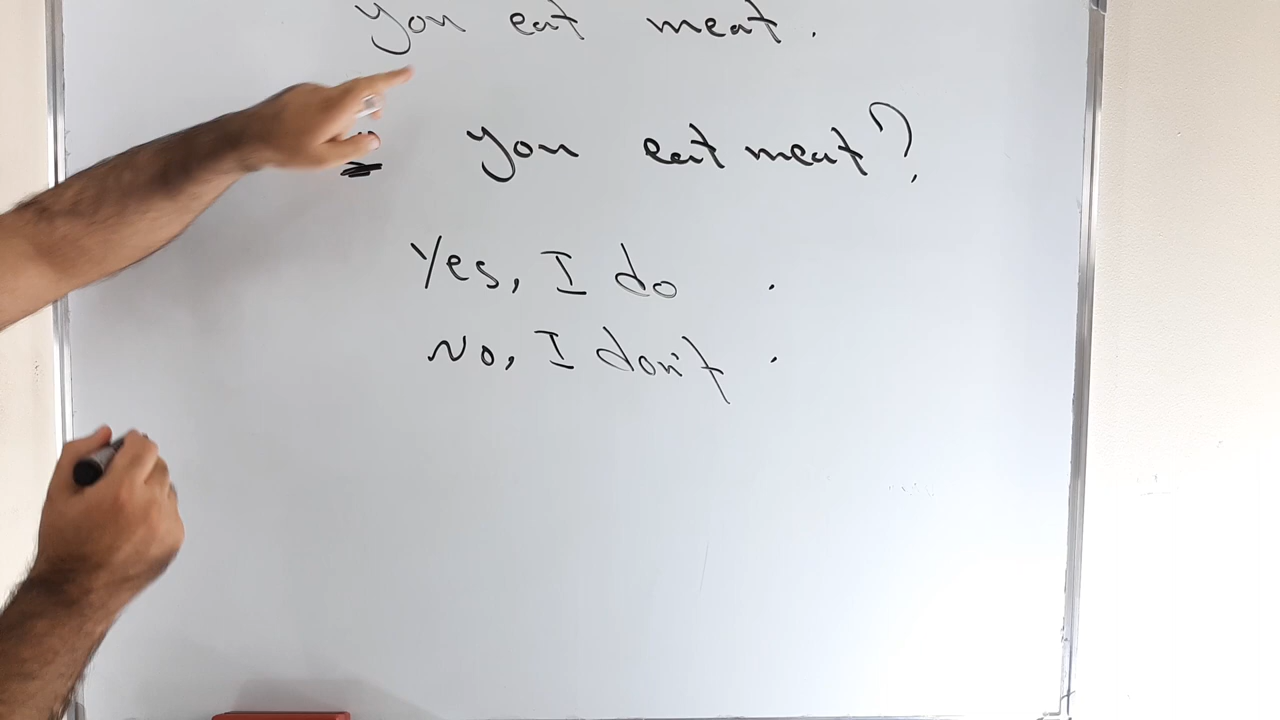 you eat meat.
you eat meat?
Yes, I do .
No, I don't .